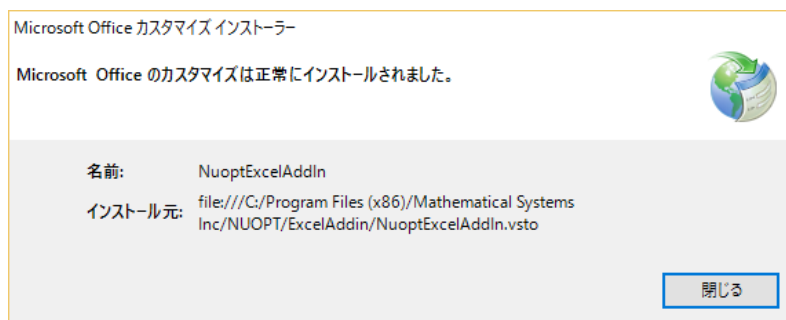 Microsoft Office カスタマイズ インストーラー
Microsoft Office のカスタマイズは正常にインストールされました。
名前: NuoptExcelAddIn
インストール元: file:///C:/Program Files (x86)/Mathematical Systems
Inc/NUOPT/ExcelAddin/NuoptExcelAddIn.vsto
閉じる